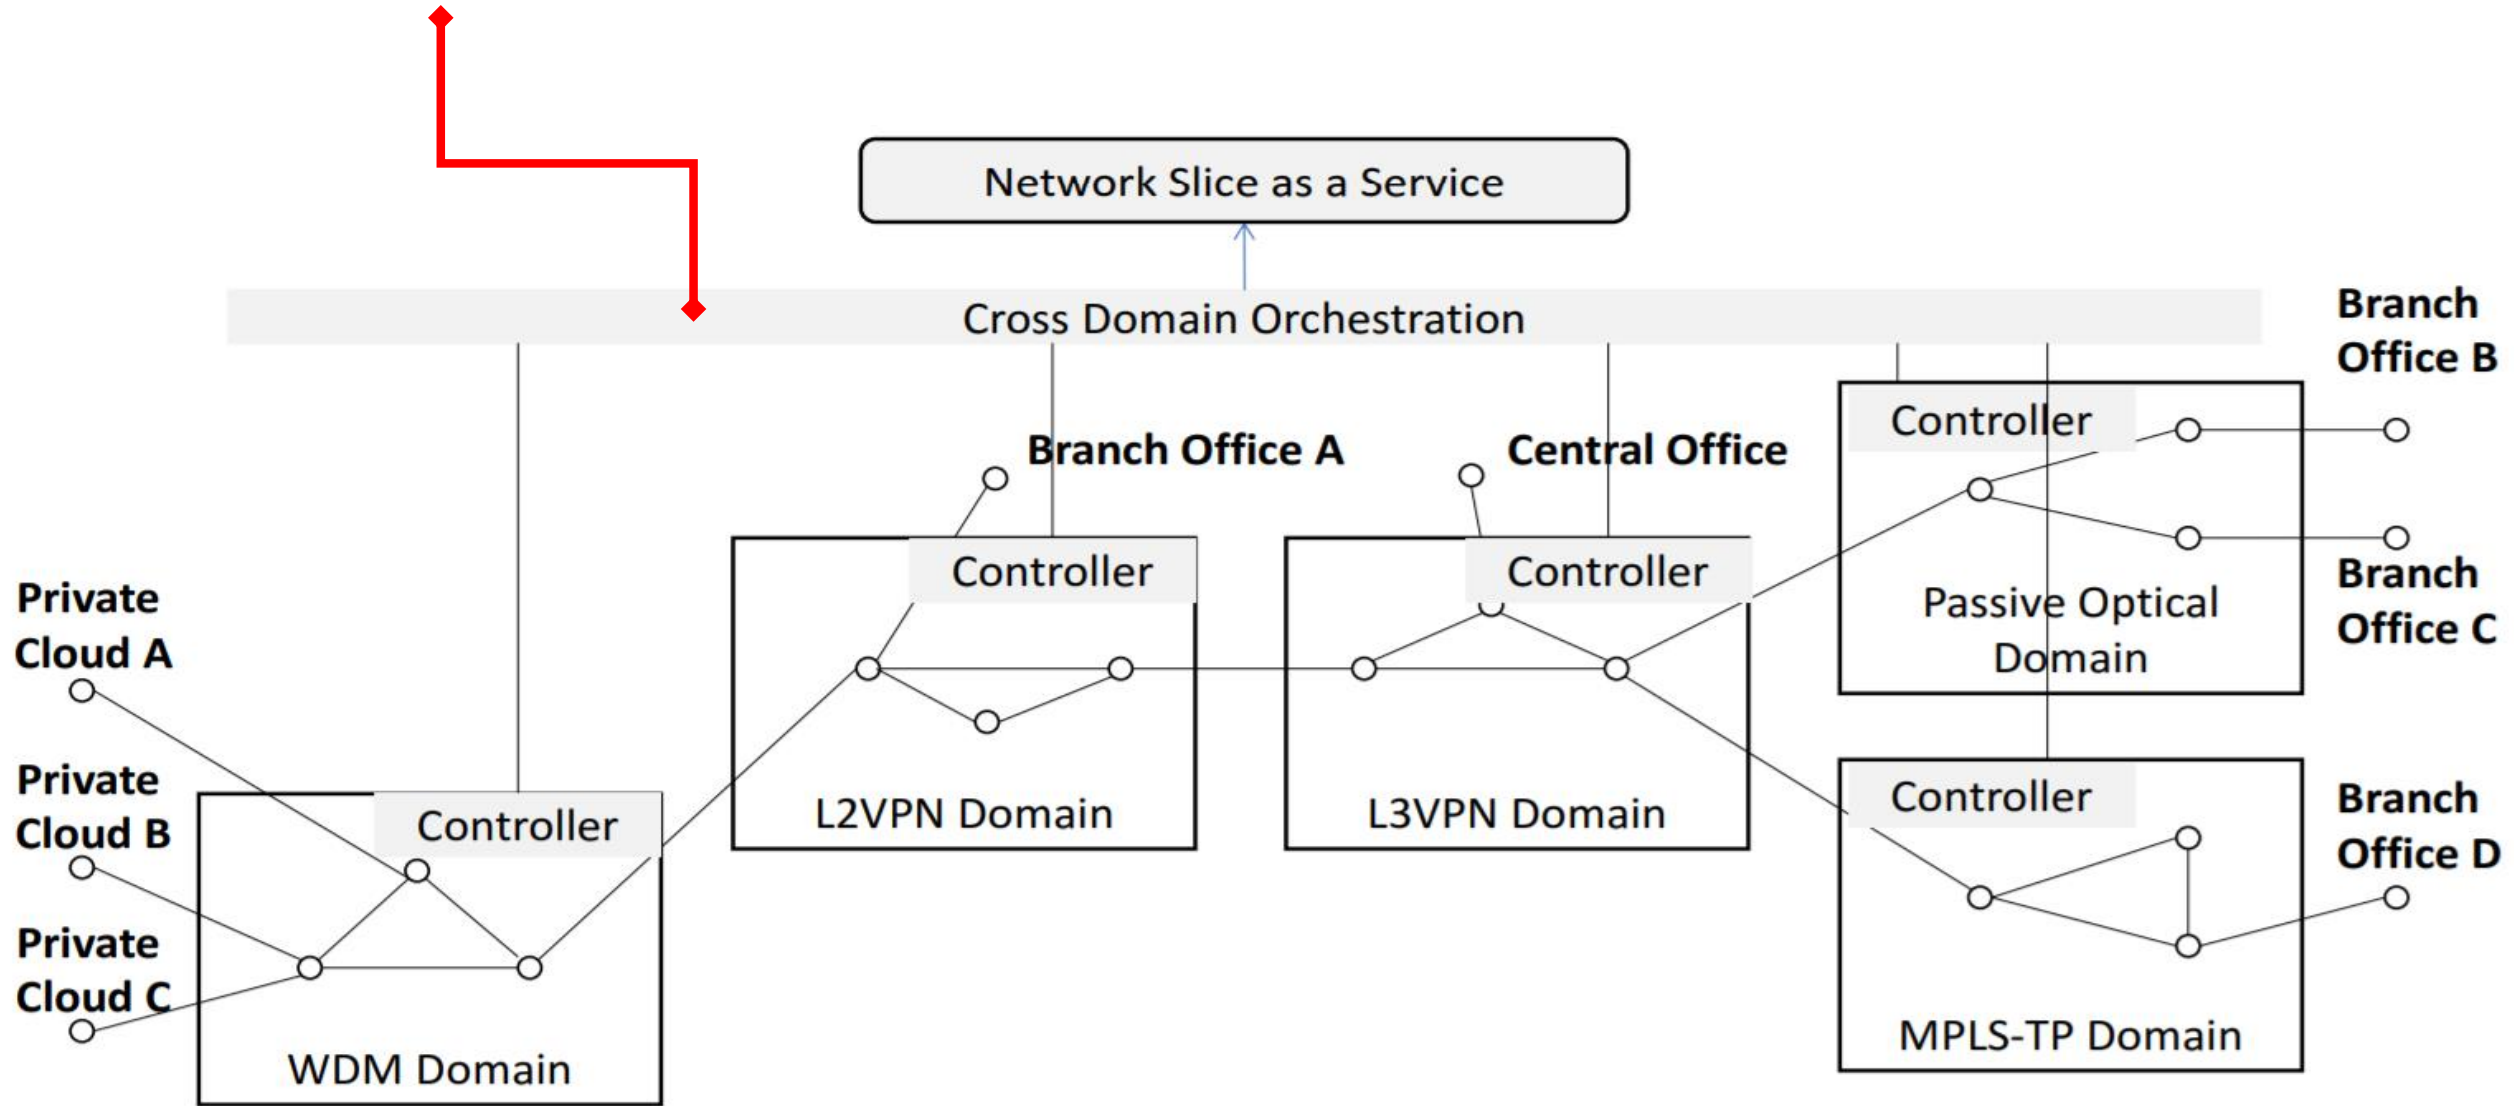 Network Slice as a Service
Cross Domain Orchestration
Branch
Office B
Controller
Branch Office A
Central Office
Controller
Controller
Branch
Office C
Passive Optical
Domain
Private
Cloud A
Private
Cloud B
Controller
L2VPN Domain
L3VPN Domain
Controller
Branch
Office D
Private
Cloud C
WDM Domain
MPLS-TP Domain